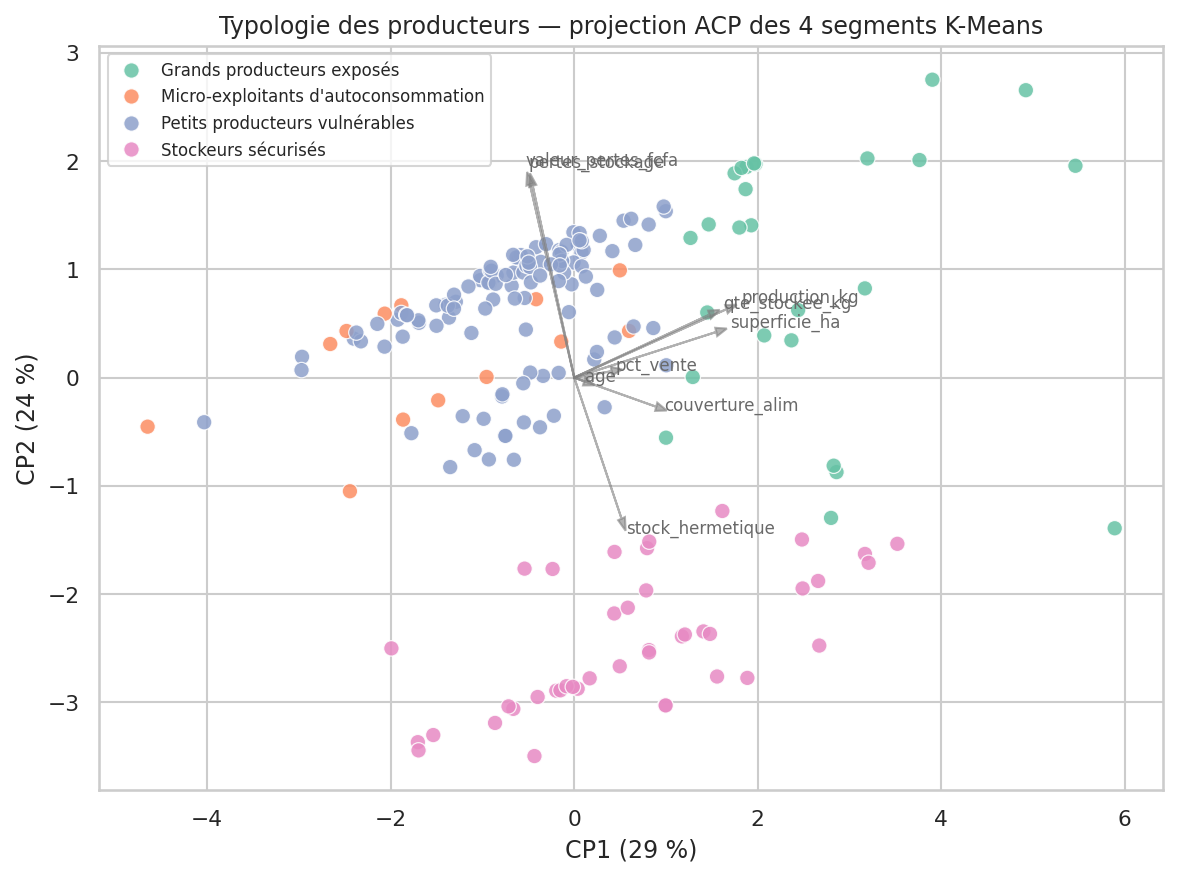 Typologie des producteurs — projection ACP des 4 segments K-Means
Grands producteurs exposés
Micro-exploitants d'autoconsommation
Petits producteurs vulnérables
Stockeurs sécurisés
3
2
1
0
−1
−2
−3
CP2 (24 %)
valeur_pertes_fcfa
pertes_stockage
production_kg
qte_stockee_kg
superficie_ha
pct_vente
age
couverture_alim
stock_hermetique
−4
−2
0
2
4
6
CP1 (29 %)